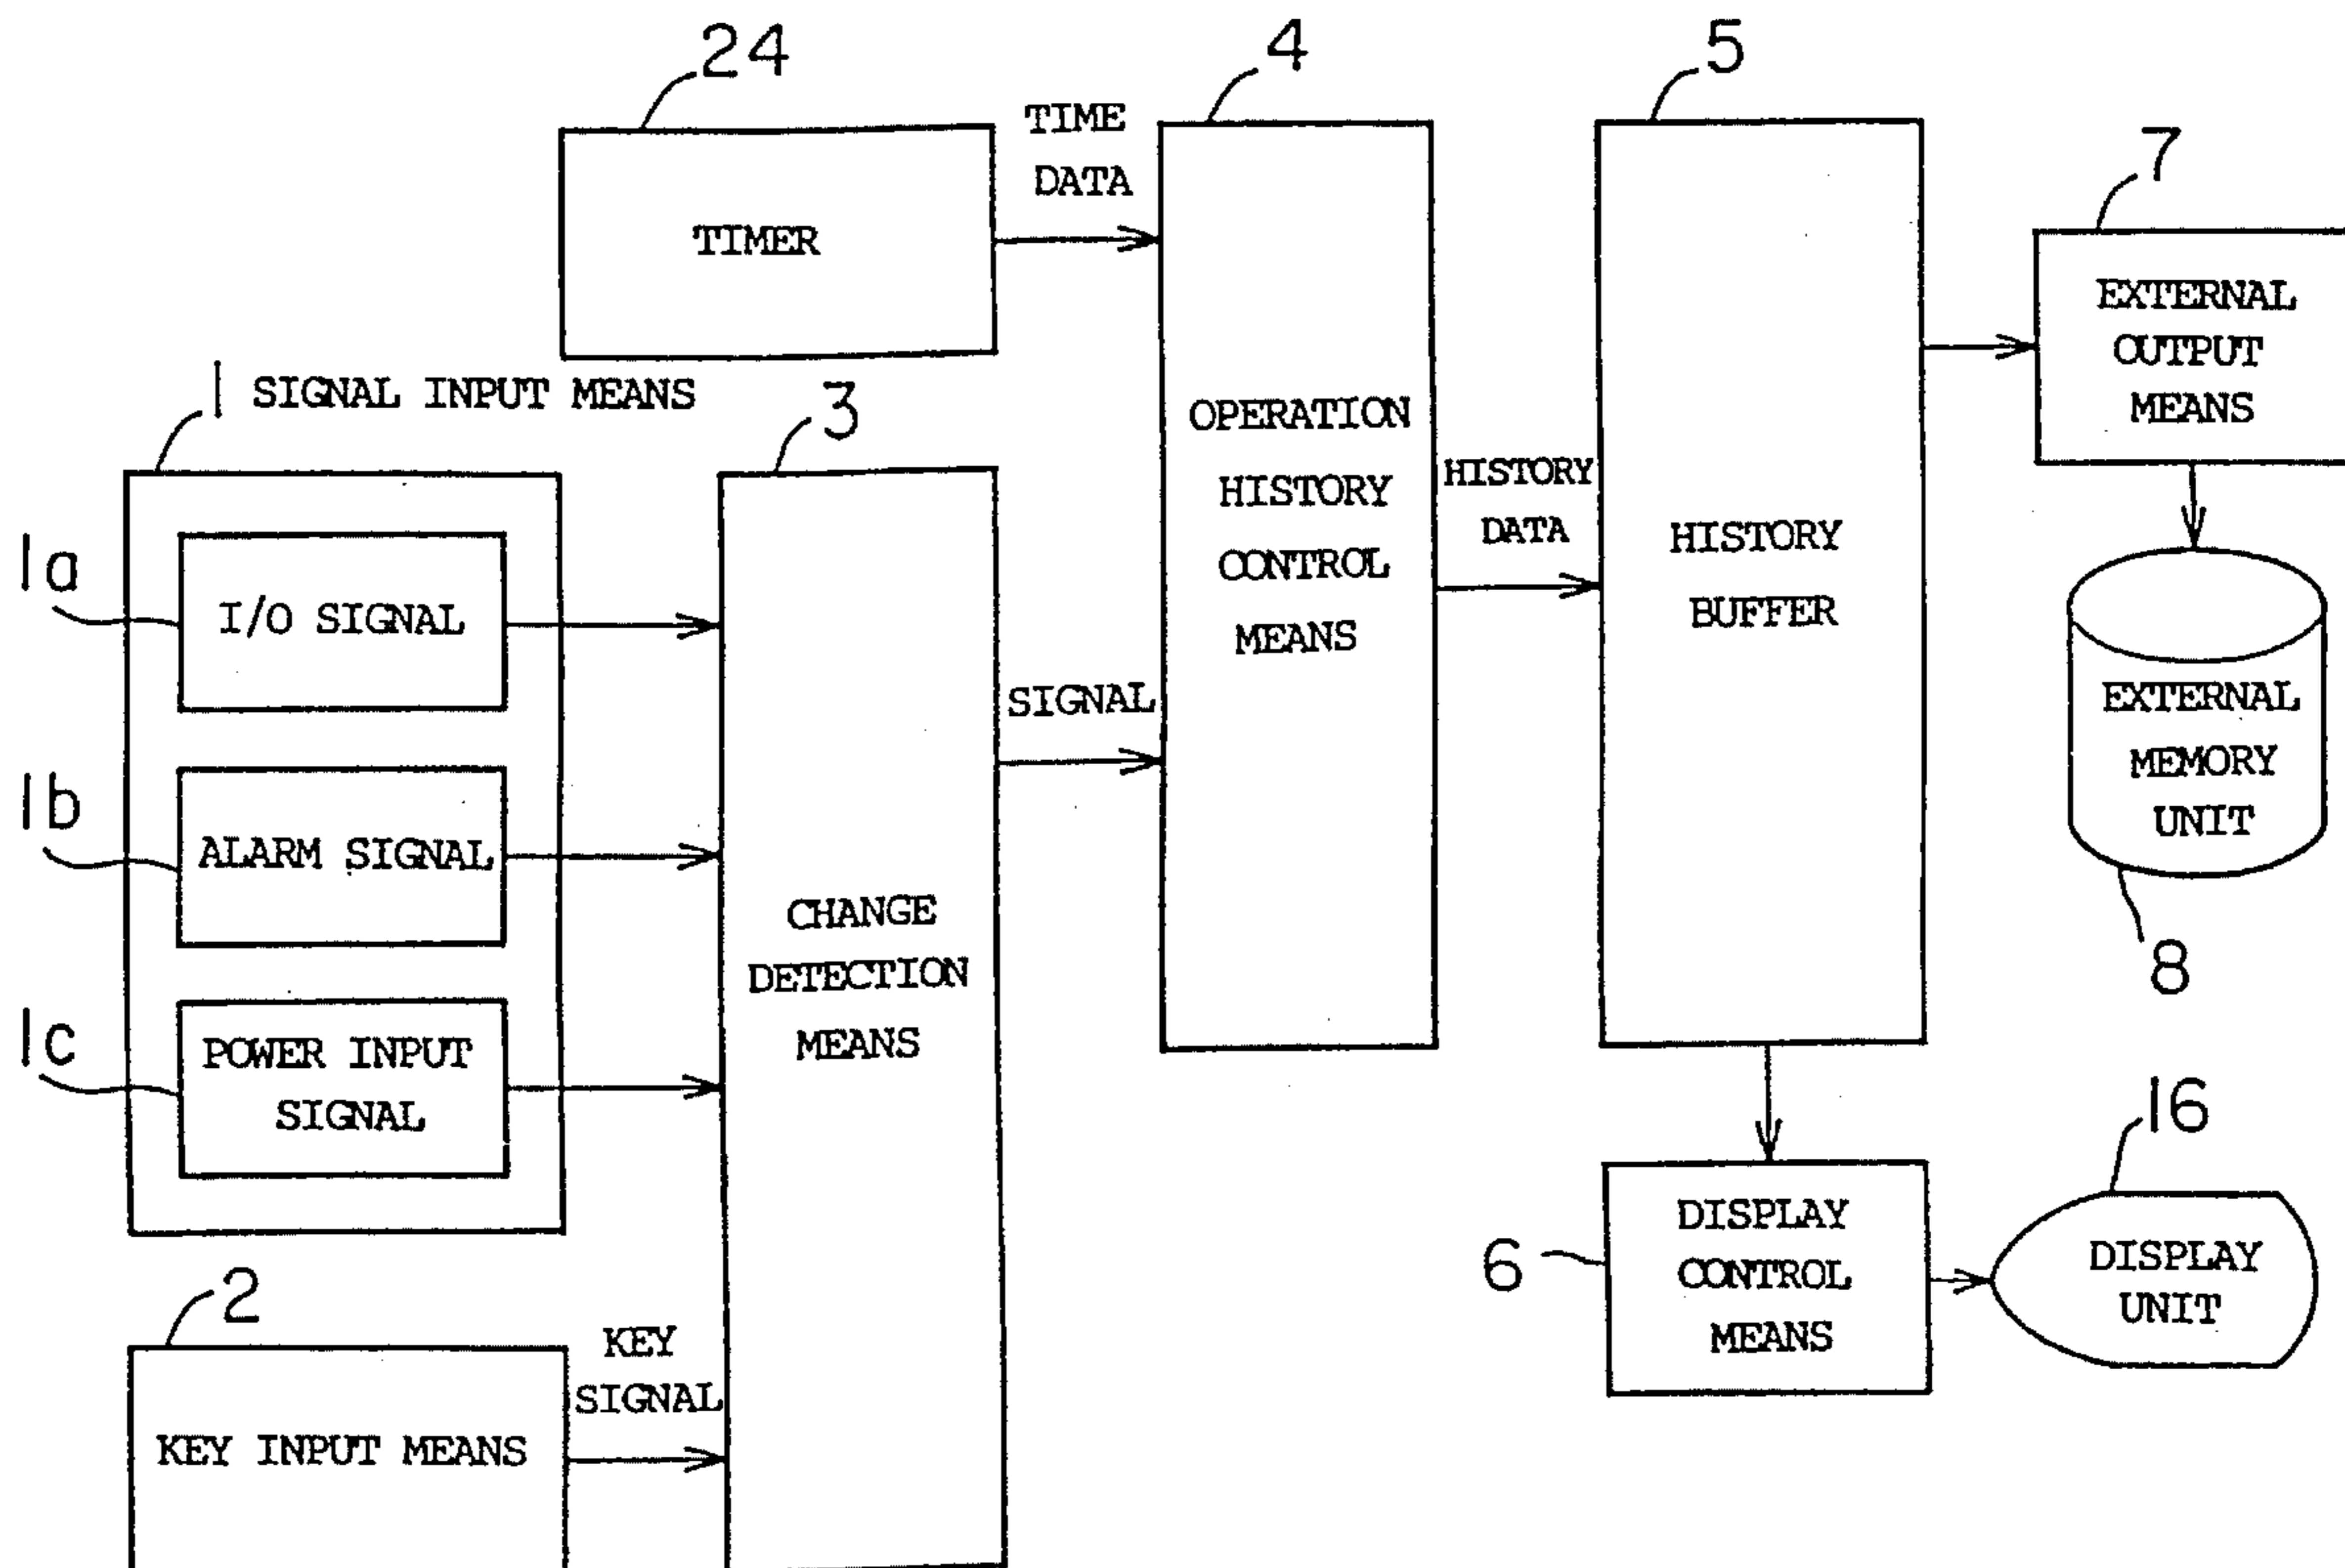 24
4
5
7
TIME
DATA
TIMER
EXTERNAL
OUTPUT
MEANS
1 SIGNAL INPUT MEANS
3
OPERATION
HISTORY
CONTROL
MEANS
HISTORY
DATA
HISTORY
BUFFER
1a
I/O SIGNAL
1b
ALARM SIGNAL
1c
POWER INPUT
SIGNAL
CHANGE
DETECTION
MEANS
SIGNAL
EXTERNAL
MEMORY
UNIT
8
16
6
DISPLAY
CONTROL
MEANS
DISPLAY
UNIT
2
KEY
SIGNAL
KEY INPUT MEANS